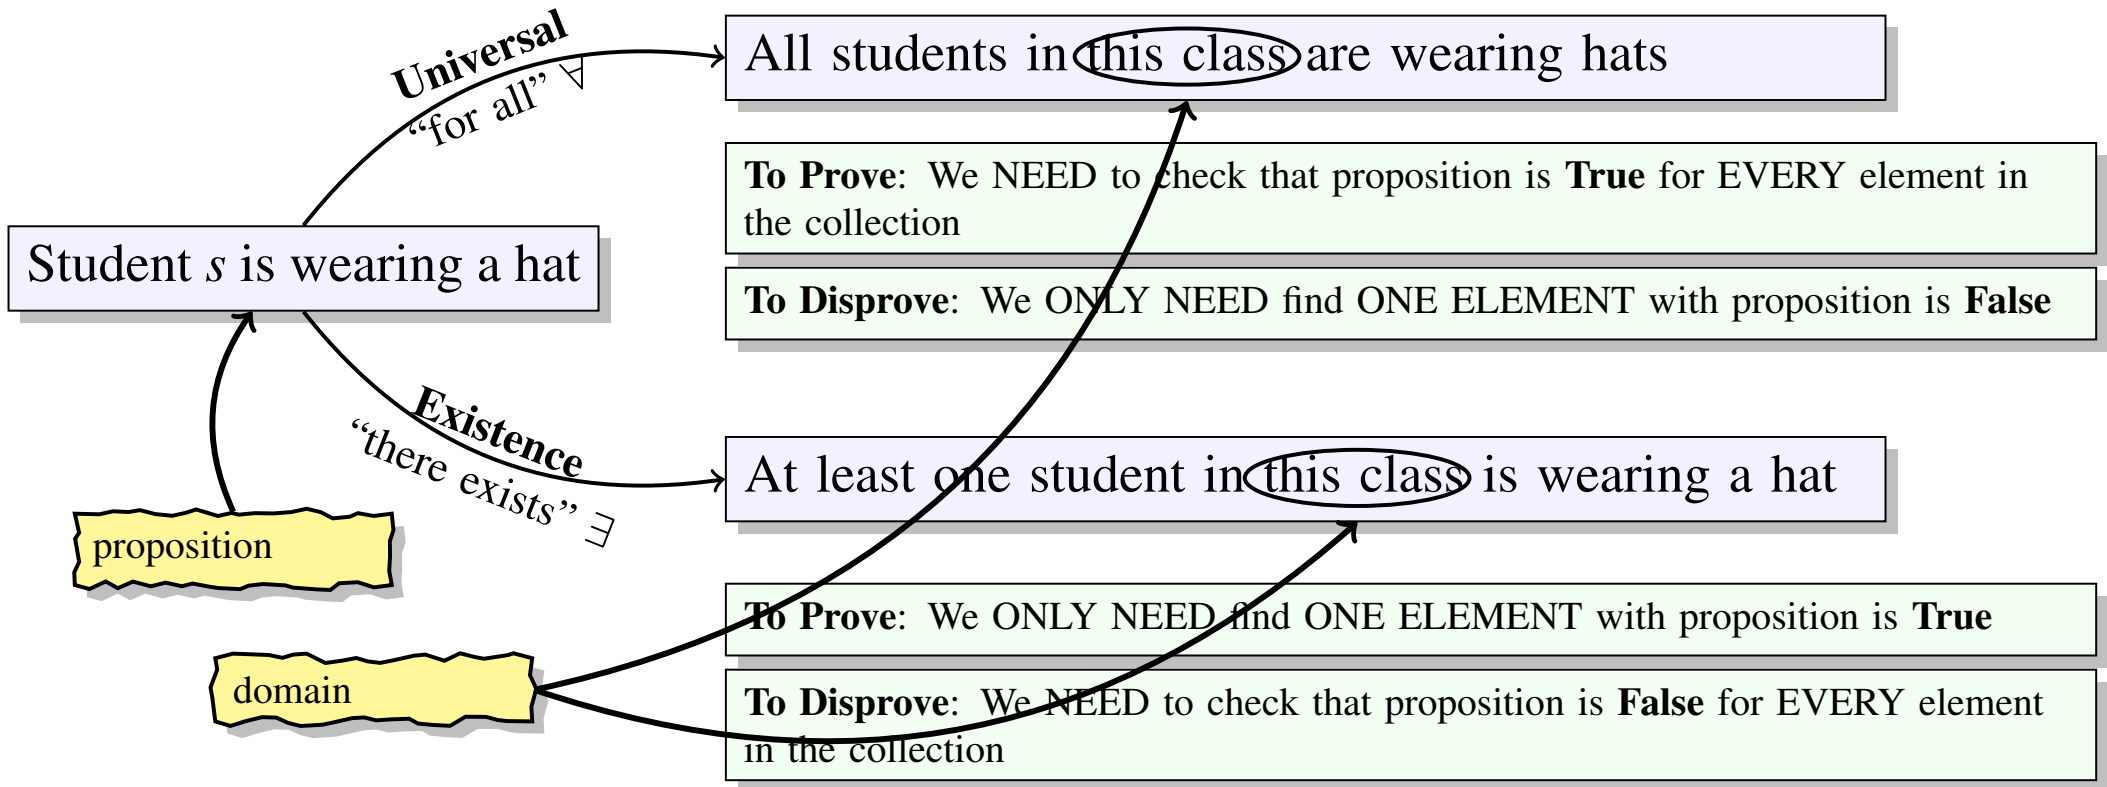 Universal
“for all” ∀
All students in this class are wearing hats
To Prove: We NEED to check that proposition is True for EVERY element in
the collection
To Disprove: We ONLY NEED find ONE ELEMENT with proposition is False
Student s is wearing a hat
Existence
“there exists” ∃
At least one student in this class is wearing a hat
To Prove: We ONLY NEED find ONE ELEMENT with proposition is True
To Disprove: We NEED to check that proposition is False for EVERY element
in the collection
proposition
domain